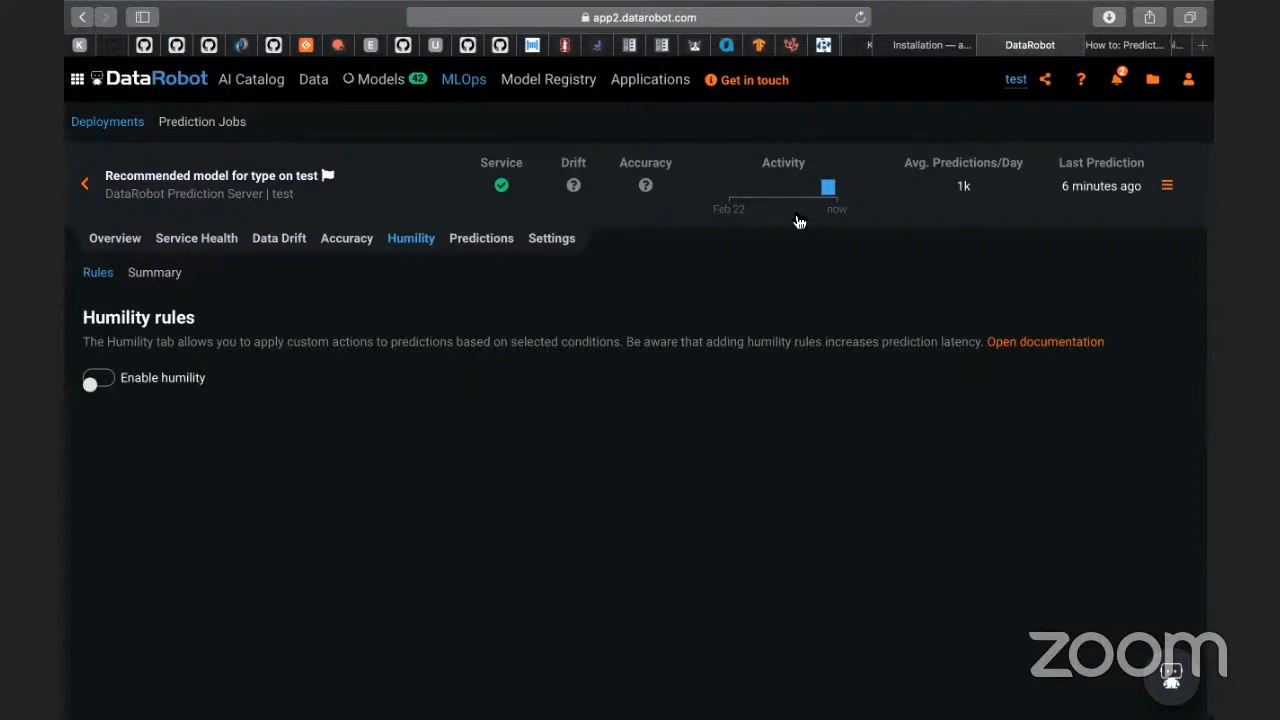 app2.datarobot.com
K
E
U
J
K
Installation — a...
DataRobot
How to: Predict...
DataRobot
AI Catalog
Data
Models 42
MLOps
Model Registry
Applications
Get in touch
test
?
2
Deployments
Prediction Jobs
Recommended model for type on test
DataRobot Prediction Server | test
Service
Drift
?
Accuracy
?
Activity
Feb 22
now
Avg. Predictions/Day
1k
Last Prediction
6 minutes ago
Overview
Service Health
Data Drift
Accuracy
Humility
Predictions
Settings
Rules
Summary
Humility rules
The Humility tab allows you to apply custom actions to predictions based on selected conditions. Be aware that adding humility rules increases prediction latency. Open documentation
Enable humility
zoom